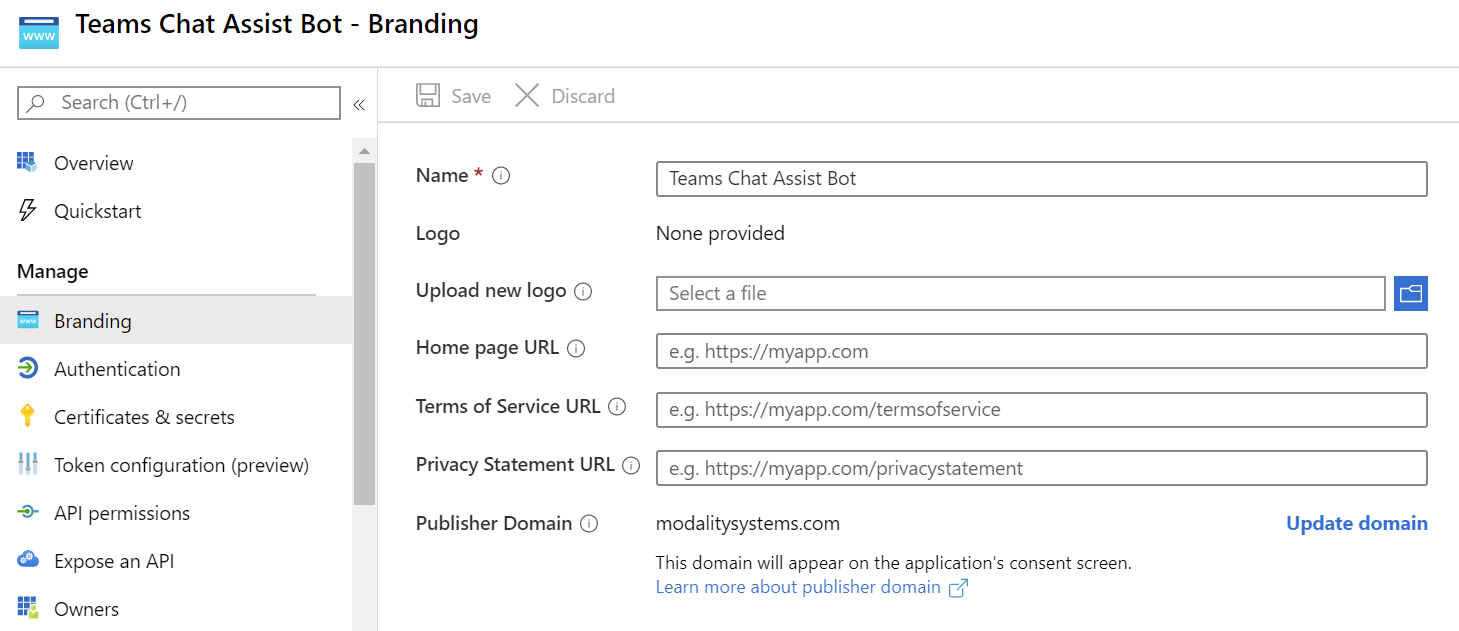 Teams Chat Assist Bot - Branding
www
Search (Ctrl+/)
«
Overview
Quickstart
Manage
www
Branding
Authentication
Certificates & secrets
Token configuration (preview)
API permissions
Expose an API
Owners
Save
Discard
Name *
Teams Chat Assist Bot
Logo
None provided
Upload new logo
Select a file
Home page URL
e.g. https://myapp.com
Terms of Service URL
e.g. https://myapp.com/termsofservice
Privacy Statement URL
e.g. https://myapp.com/privacystatement
Publisher Domain
modalitysystems.com
Update domain
This domain will appear on the application's consent screen.
Learn more about publisher domain